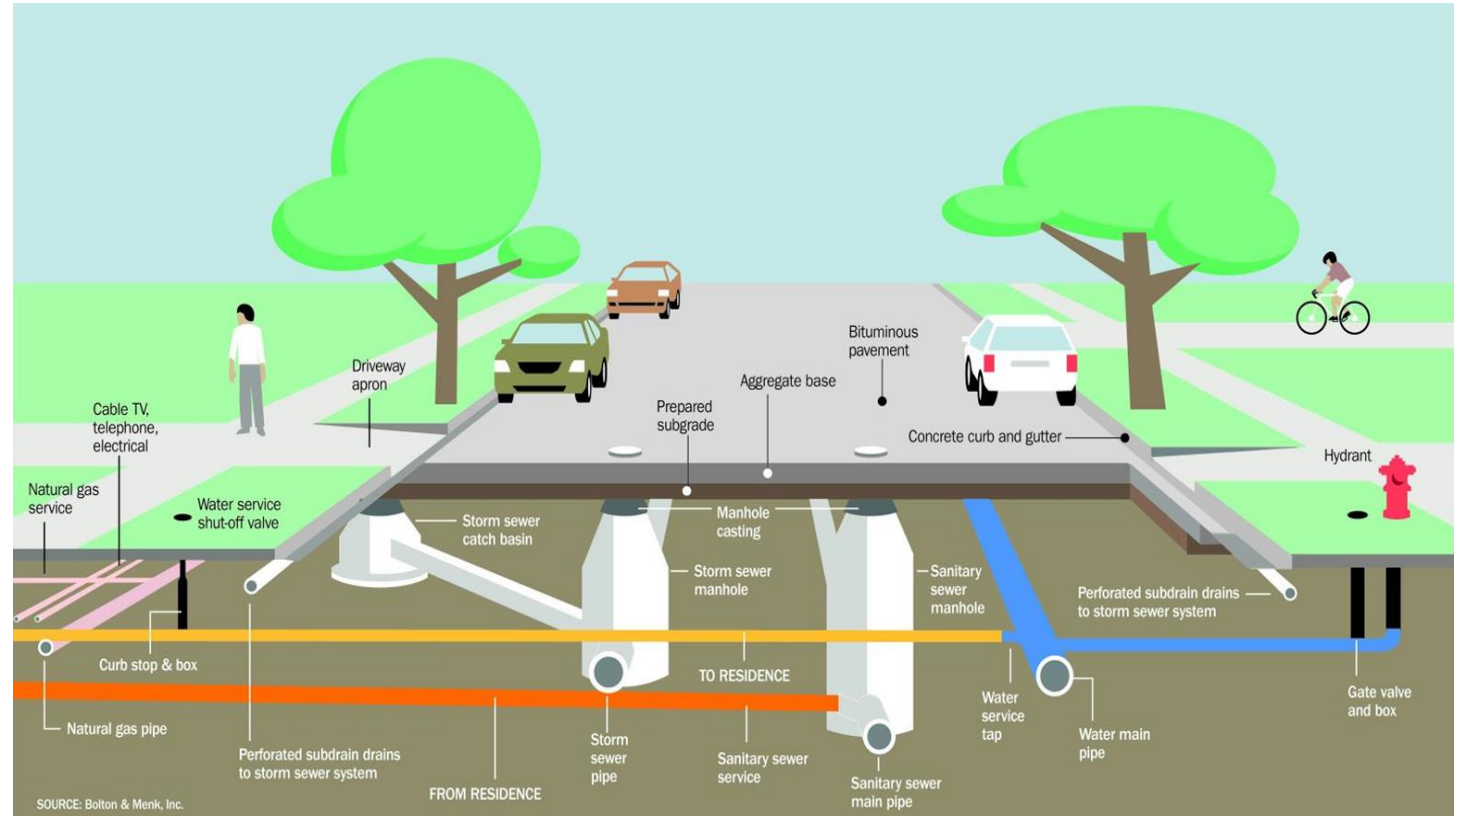 Bituminous
pavement
Driveway
apron
Aggregate base
Cable TV,
telephone,
electrical
Prepared
subgrade
Concrete curb and gutter
Hydrant
Natural gas
service
Water service
shut-off valve
Storm sewer
catch basin
Manhole
casting
Storm sewer
manhole
Sanitary
sewer
manhole
Perforated subdrain drains
to storm sewer system
Curb stop & box
TO RESIDENCE
Water
service
tap
Gate valve
and box
Natural gas pipe
Perforated subdrain drains
to storm sewer system
Storm
sewer
pipe
Sanitary sewer
service
Water main
pipe
Sanitary sewer
main pipe
FROM RESIDENCE
SOURCE: Bolton & Menk, Inc.